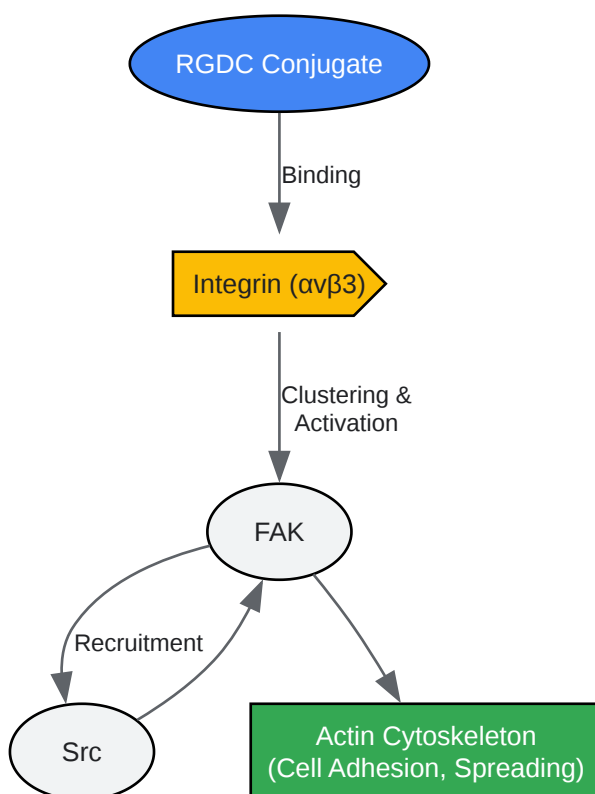 RGDC Conjugate
Binding
Integrin (αvβ3)
Clustering &
Activation
FAK
Recruitment
Src
Actin Cytoskeleton
(Cell Adhesion, Spreading)